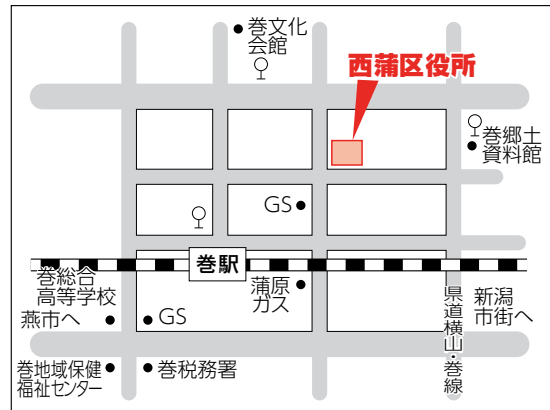 巻文化
会館
西蒲区役所
巻郷土
資料館
GS
巻駅
巻総合
高等学校
蒲原
ガス
県道横山・巻線
新潟
市街へ
燕市へ
GS
巻地域保健
福祉センター
巻税務署